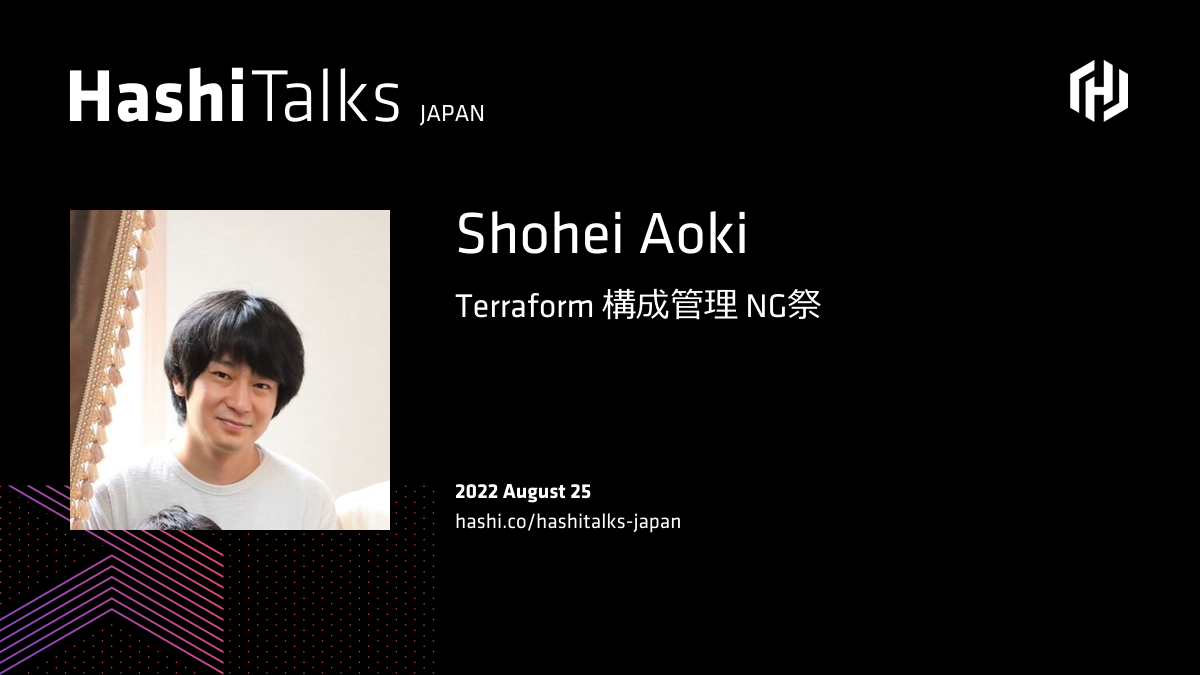 HashiTalks JAPAN
Shohei Aoki
Terraform 構成管理 NG祭
2022 August 25
hashi.co/hashitalks-japan